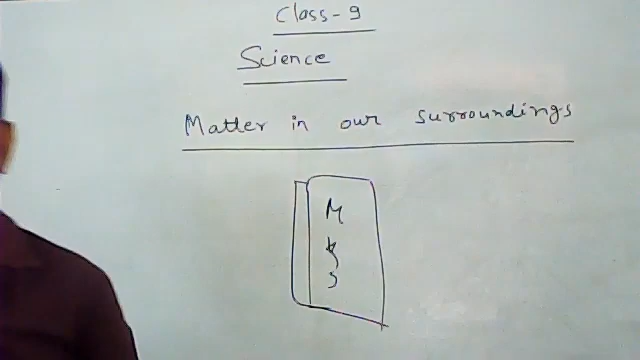 Class-9
Science
Matter in our surroundings
M